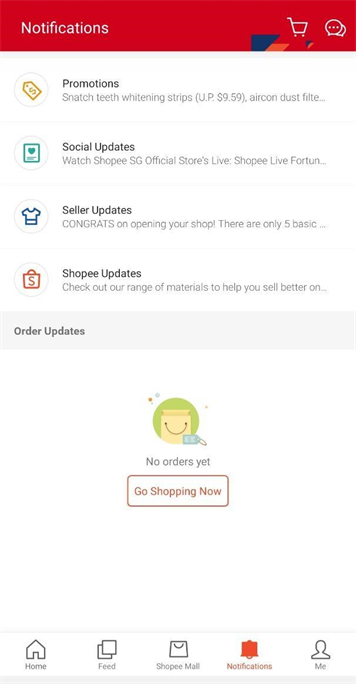 Notifications
Promotions
Snatch teeth whitening strips (U.P. $9.59), aircon dust filte...
Social Updates
Watch Shopee SG Official Store's Live: Shopee Live Fortun...
Seller Updates
CONGRATS on opening your shop! There are only 5 basic ...
Shopee Updates
Check out our range of materials to help you sell better on...
Order Updates
No orders yet
Go Shopping Now
Home
Feed
Shopee Mall
Notifications
Me